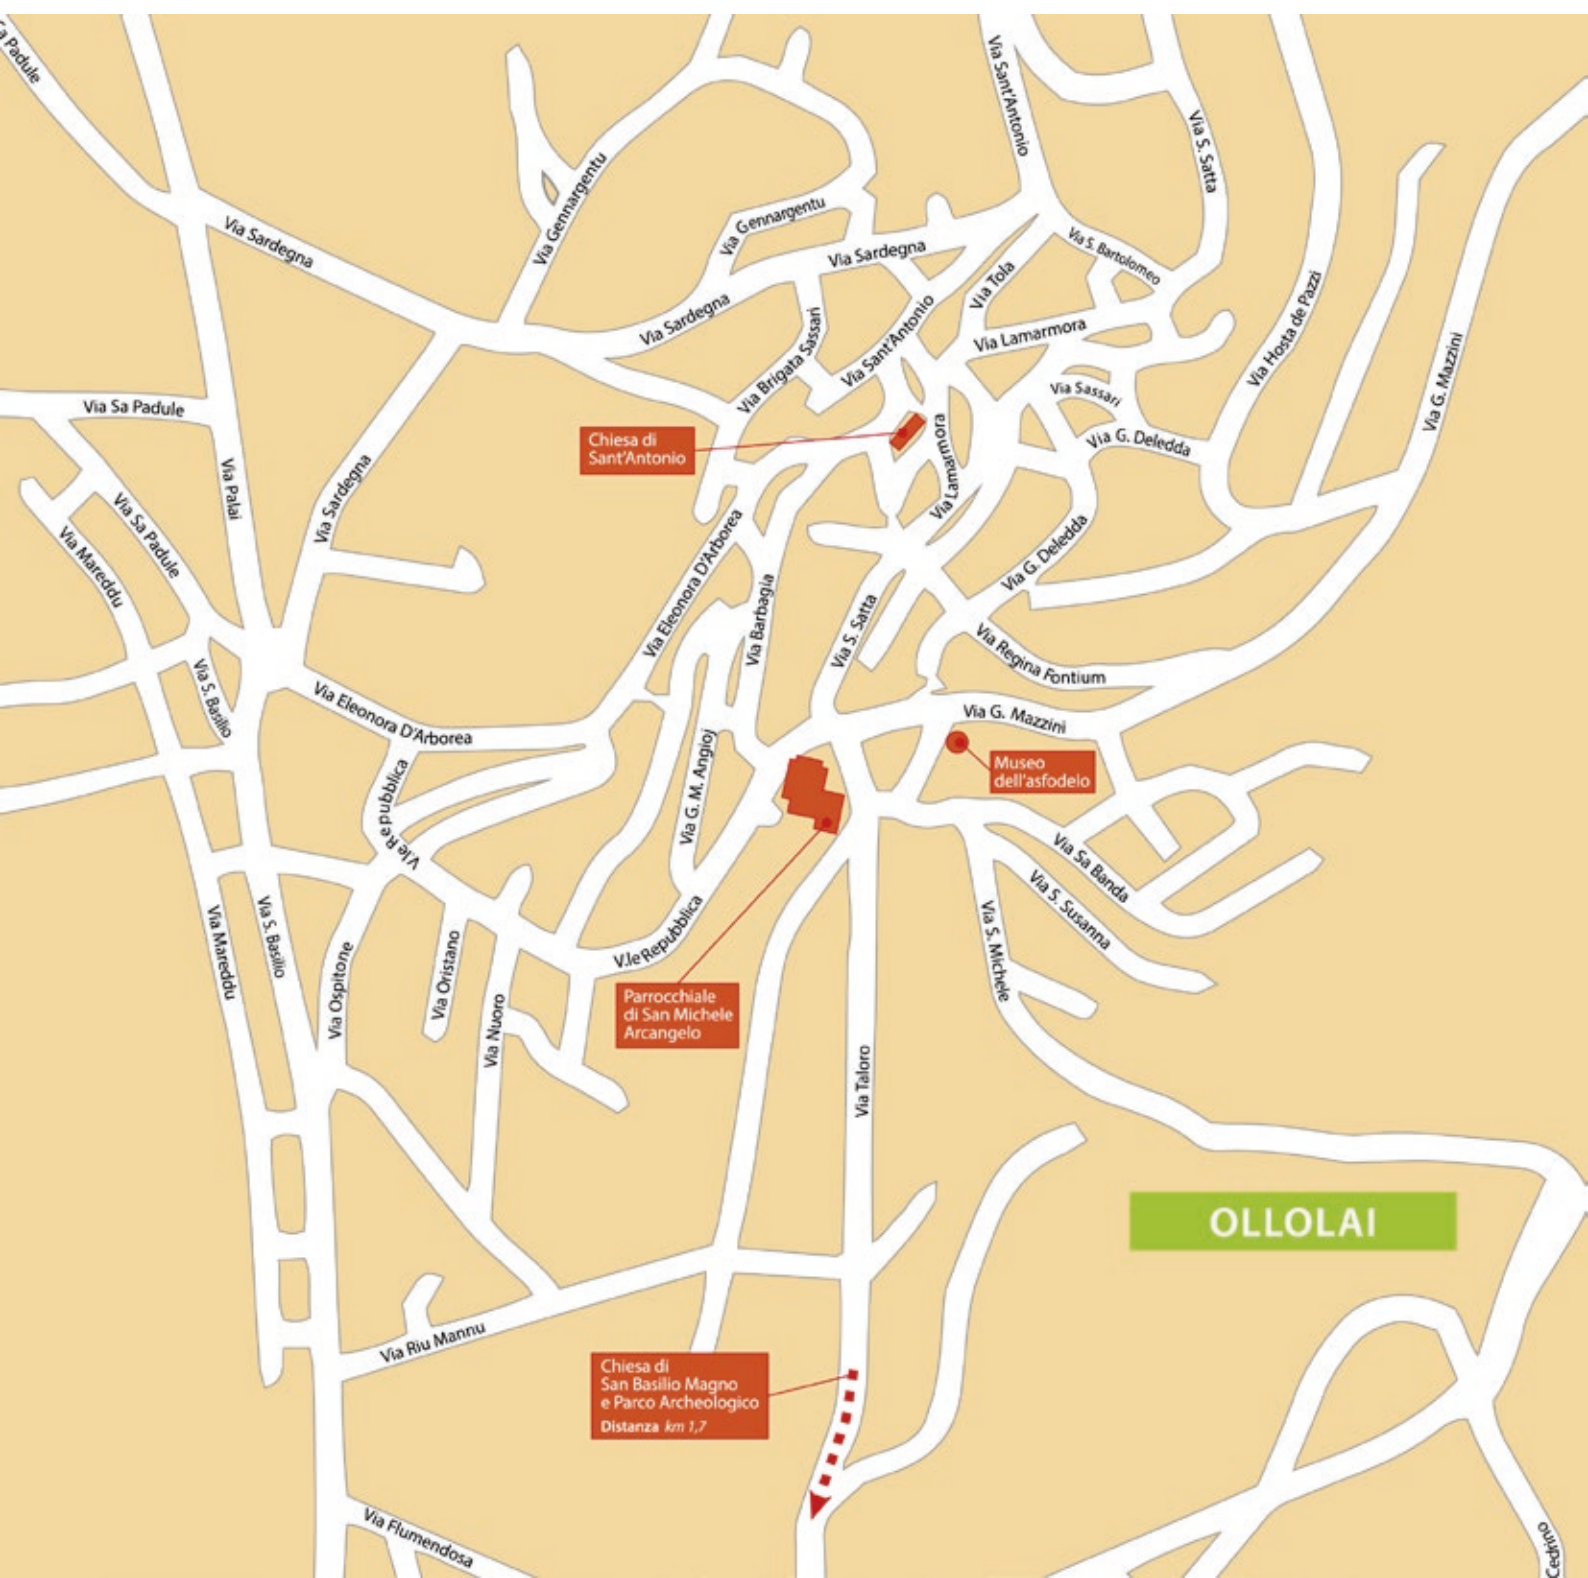 a Padule
Via Sant'Antonio
Via S. Satta
Via Gennargentu
Via Gennargentu
Via Sardegna
Via Sardegna
Via S. Bartolomeo
Via Tola
Via Hosta de Pazzi
Via Sardegna
Via Brigata Sassari
Via Sant'Antonio
Via Lamarmora
Via G. Mazzini
Via Sa Padule
Via Sassari
Chiesa di
Sant'Antonio
Via Lamarmora
Via G. Deledda
Via Palai
Via Sardegna
Via Sa Padule
Via Mareddu
Via Eleonora D'Arborea
Via G. Deledda
Via Barbagia
Via S. Satta
Via Regina Fontium
Via S. Basilio
Via Eleonora D'Arborea
Via G. Mazzini
Museo
dell'asfodelo
V.le Repubblica
Via G. M. Angioj
Via Sa Banda
Via S. Susanna
Via Mareddu
Via S. Basilio
Via Ospitone
Via Oristano
Via Nuoro
V.le Repubblica
Via S. Michele
Parrocchiale
di San Michele
Arcangelo
Via Taloro
OLLOLAI
Via Riu Mannu
Chiesa di
San Basilio Magno
e Parco Archeologico
Distanza km 1,7
Via Flumendosa
Cedrino